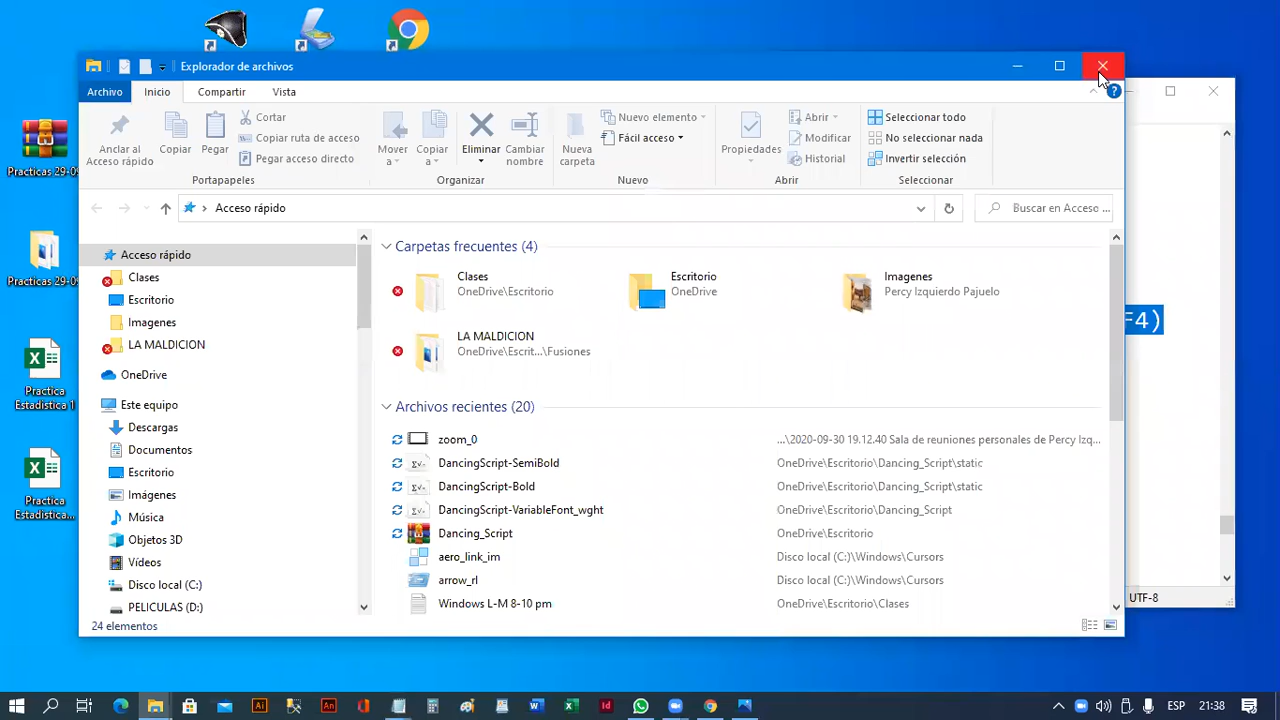 Explorador de archivos
Archivo Inicio Compartir Vista
Anclar al Acceso rápido
Copiar
Pegar
Cortar
Copiar ruta de acceso
Pegar acceso directo
Portapapeles
Mover a
Copiar a
Eliminar
Cambiar nombre
Organizar
Nueva carpeta
Nuevo elemento
Fácil acceso
Nuevo
Propiedades
Abrir
Modificar
Historial
Abrir
Seleccionar todo
No seleccionar nada
Invertir selección
Seleccionar
Acceso rápido
Buscar en Acceso ...
Acceso rápido
Clases
Escritorio
Imagenes
LA MALDICION
OneDrive
Este equipo
Descargas
Documentos
Escritorio
Imágenes
Música
Objetos 3D
Vídeos
Disco local (C:)
PELICULAS (D:)
Carpetas frecuentes (4)
Clases
OneDrive\Escritorio
Escritorio
OneDrive
Imagenes
Percy Izquierdo Pajuelo
LA MALDICION
OneDrive\Escrit...\Fusiones
Archivos recientes (20)
zoom_0 ...\2020-09-30 19.12.40 Sala de reuniones personales de Percy Izq...
DancingScript-SemiBold OneDrive\Escritorio\Dancing_Script\static
DancingScript-Bold OneDrive\Escritorio\Dancing_Script\static
DancingScript-VariableFont_wght OneDrive\Escritorio\Dancing_Script
Dancing_Script OneDrive\Escritorio
aero_link_im Disco local (C:)\Windows\Cursors
arrow_rl Disco local (C:)\Windows\Cursors
Windows L-M 8-10 pm OneDrive\Escritorio\Clases
24 elementos
Practicas 29-09
Practicas 29-09
Practica
Estadistica 1
Practica
Estadistica...
F4)
UTF-8
ESP 21:38